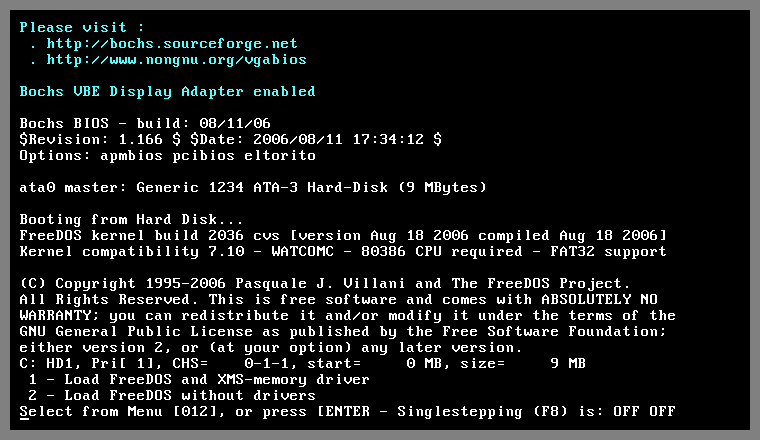 Please visit :
. http://bochs.sourceforge.net
. http://www.nongnu.org/vgabios
Bochs VBE Display Adapter enabled
Bochs BIOS - build: 08/11/06
$Revision: 1.166 $ $Date: 2006/08/11 17:34:12 $
Options: apmbios pcibios eltorito
ata0 master: Generic 1234 ATA-3 Hard-Disk (9 MBytes)
Booting from Hard Disk...
FreeDOS kernel build 2036 cvs [version Aug 18 2006 compiled Aug 18 2006]
Kernel compatibility 7.10 - WATCOMC - 80386 CPU required - FAT32 support
(C) Copyright 1995-2006 Pasquale J. Villani and The FreeDOS Project.
All Rights Reserved. This is free software and comes with ABSOLUTELY NO
WARRANTY; you can redistribute it and/or modify it under the terms of the
GNU General Public License as published by the Free Software Foundation;
either version 2, or (at your option) any later version.
C: HD1, Pri[ 1], CHS=    0-1-1, start=     0 MB, size=     9 MB
1 - Load FreeDOS and XMS-memory driver
2 - Load FreeDOS without drivers
Select from Menu [012], or press [ENTER - Singlestepping (F8) is: OFF OFF